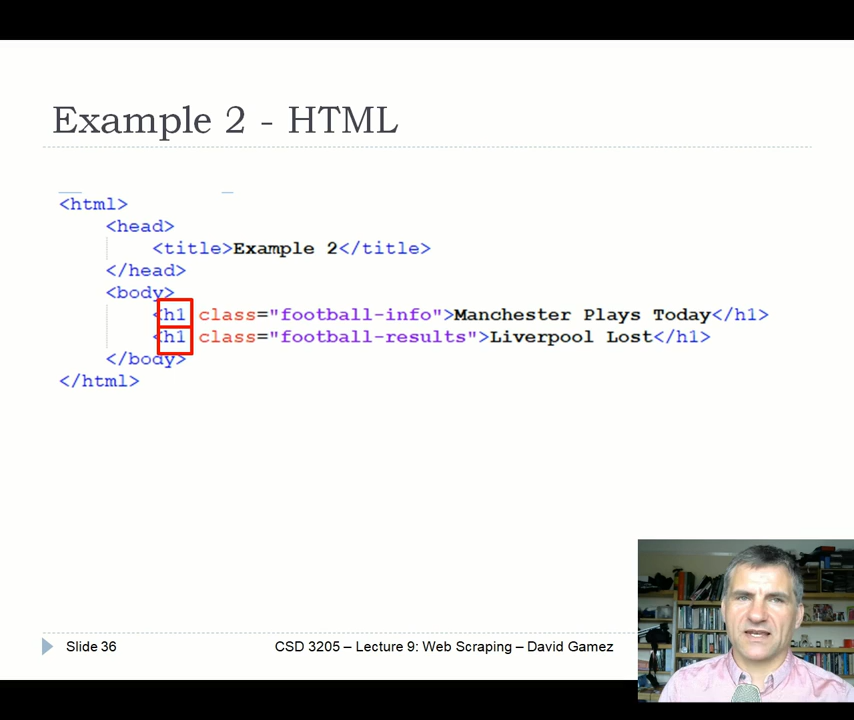 Example 2 - HTML
<html>
<head>
<title>Example 2</title>
</head>
<body>
<h1 class="football-info">Manchester Plays Today</h1>
<h1 class="football-results">Liverpool Lost</h1>
</body>
</html>
Slide 36
CSD 3205 – Lecture 9: Web Scraping – David Gamez